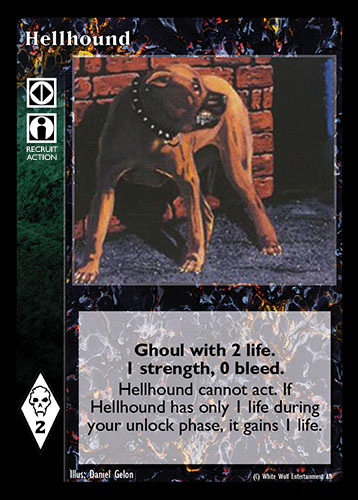 Hellhound
RECRUIT
ACTION
Ghoul with 2 life.
1 strength, 0 bleed.
Hellhound cannot act. If
Hellhound has only 1 life during
your unlock phase, it gains 1 life.
2
Illus: Daniel Gelon
(C) White Wolf Entertainment AB